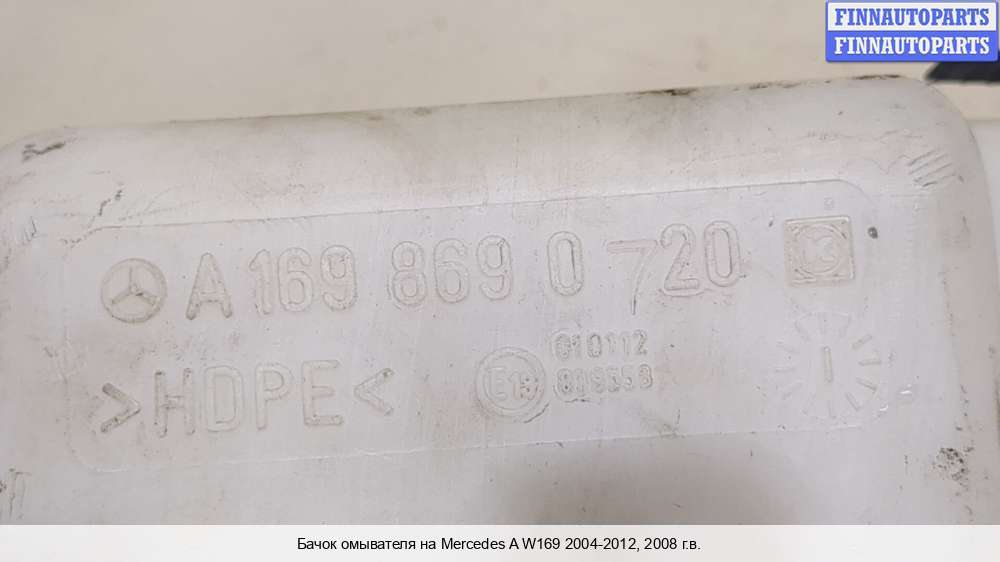 FINNAUTOPARTS
FINNAUTOPARTS
A 169 869 0 720
>HDPE<
E13
010112
Бачок омывателя на Mercedes A W169 2004-2012, 2008 г.в.